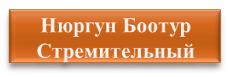 Нюргун Боотур
Стремительный